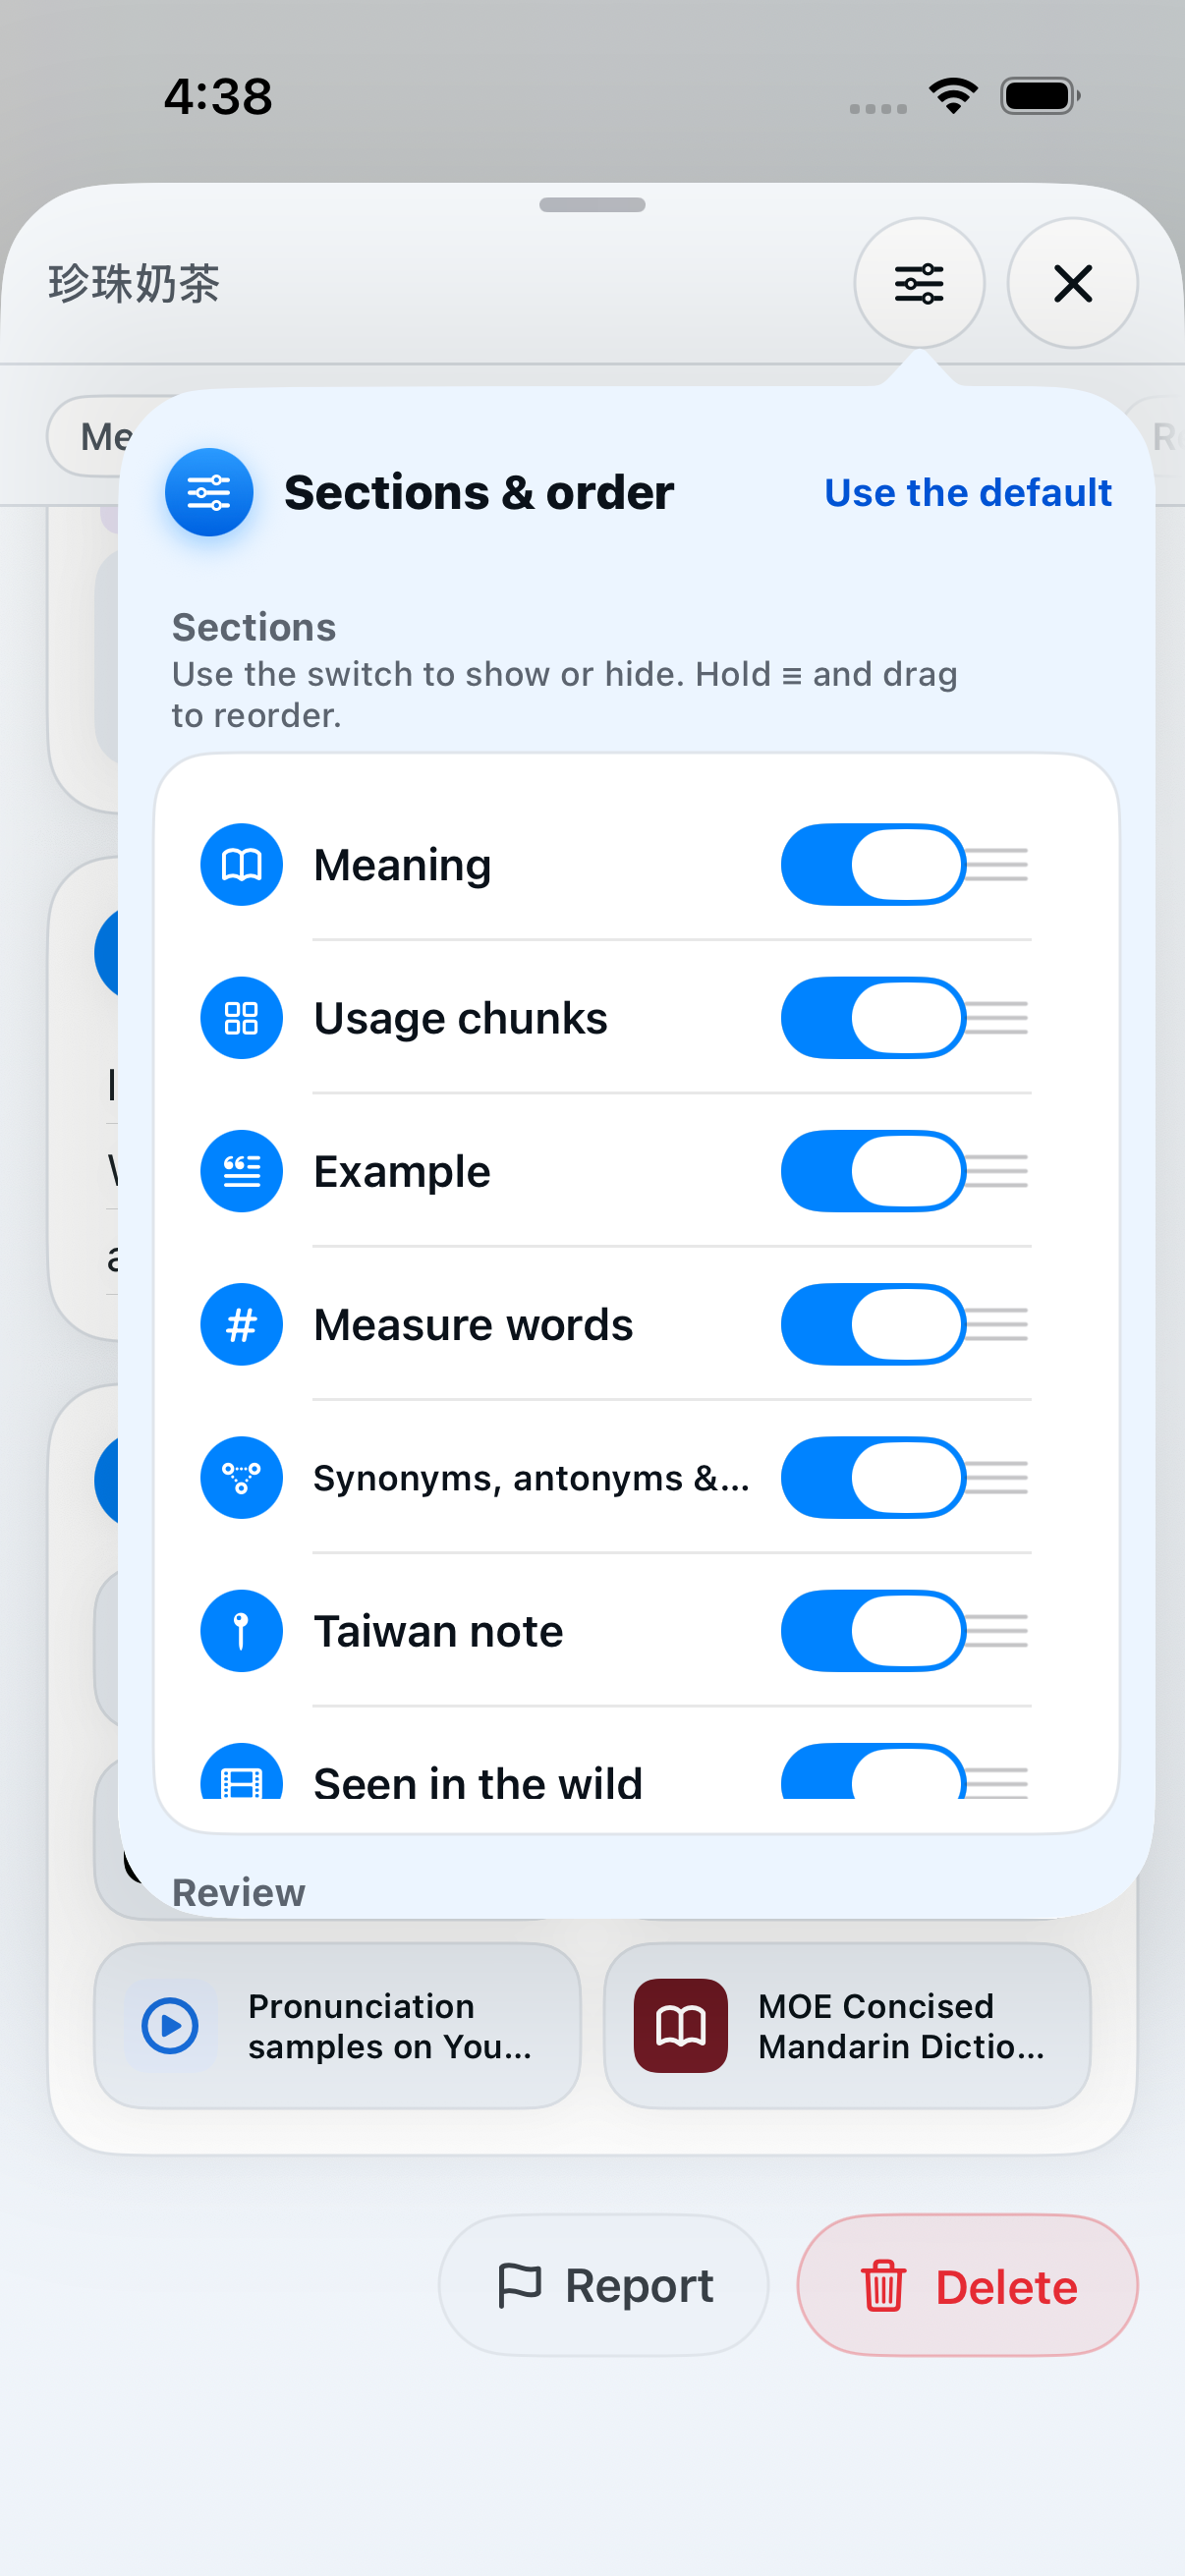 4:38
珍珠奶茶
Me
Sections & order
Use the default
Sections
Use the switch to show or hide. Hold ≡ and drag
to reorder.
Meaning
Usage chunks
Example
Measure words
Synonyms, antonyms &...
Taiwan note
Seen in the wild
Review
Pronunciation
samples on You...
MOE Concised
Mandarin Dictio...
Report
Delete